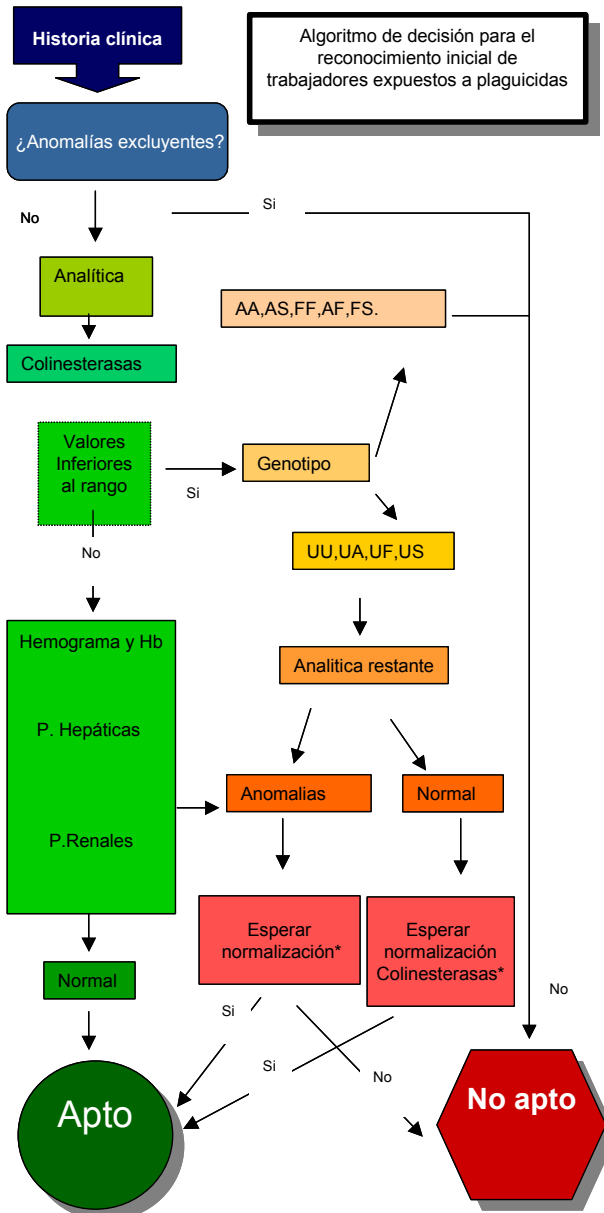 Historia clínica
Algoritmo de decisión para el
reconocimiento inicial de
trabajadores expuestos a plaguicidas
¿Anomalías excluyentes?
No
Si
Analítica
AA,AS,FF,AF,FS.
Colinesterasas
Valores
Inferiores
al rango
Si
Genotipo
No
UU,UA,UF,US
Hemograma y Hb
P. Hepáticas
P.Renales
Analitica restante
Anomalias
Normal
Esperar
normalización*
Esperar
normalización
Colinesterasas*
Normal
No
Si
Si
No
Apto
No apto